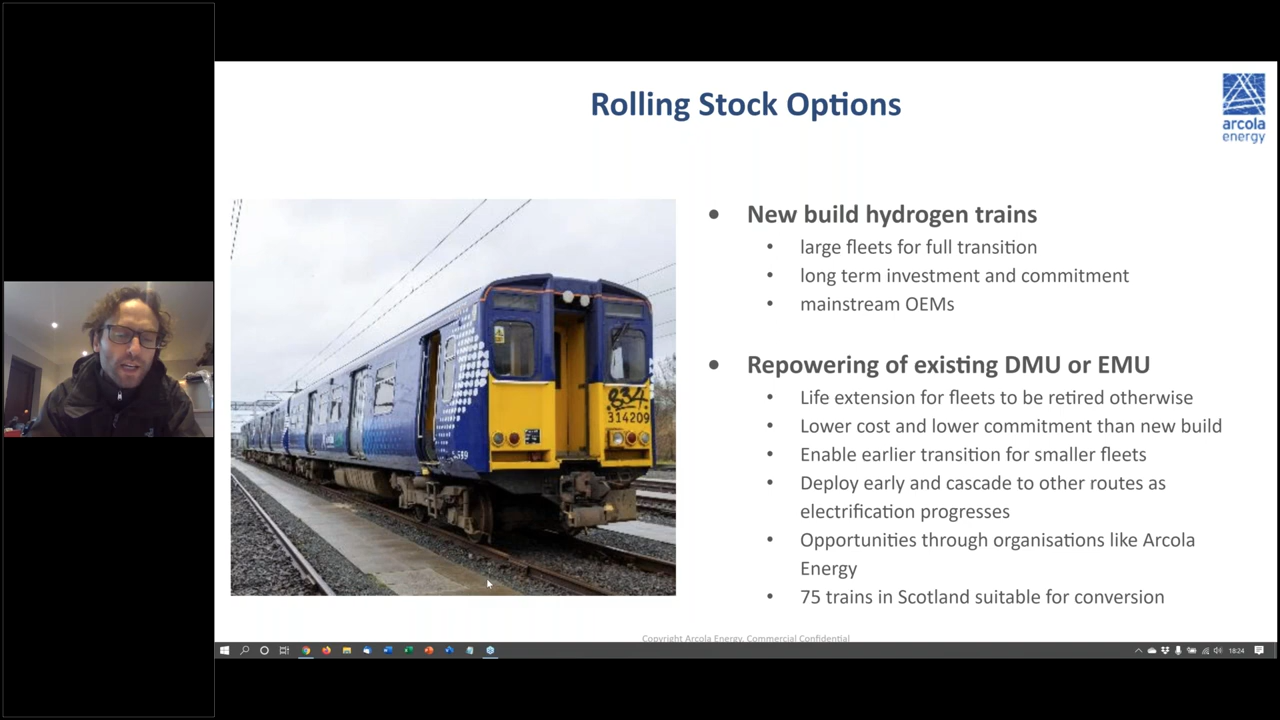 Rolling Stock Options
arcola
energy
834
314209
• New build hydrogen trains
• large fleets for full transition
• long term investment and commitment
• mainstream OEMs
• Repowering of existing DMU or EMU
• Life extension for fleets to be retired otherwise
• Lower cost and lower commitment than new build
• Enable earlier transition for smaller fleets
• Deploy early and cascade to other routes as
electrification progresses
• Opportunities through organisations like Arcola
Energy
• 75 trains in Scotland suitable for conversion
Copyright Arcola Energy, Commercial Confidential
18:24